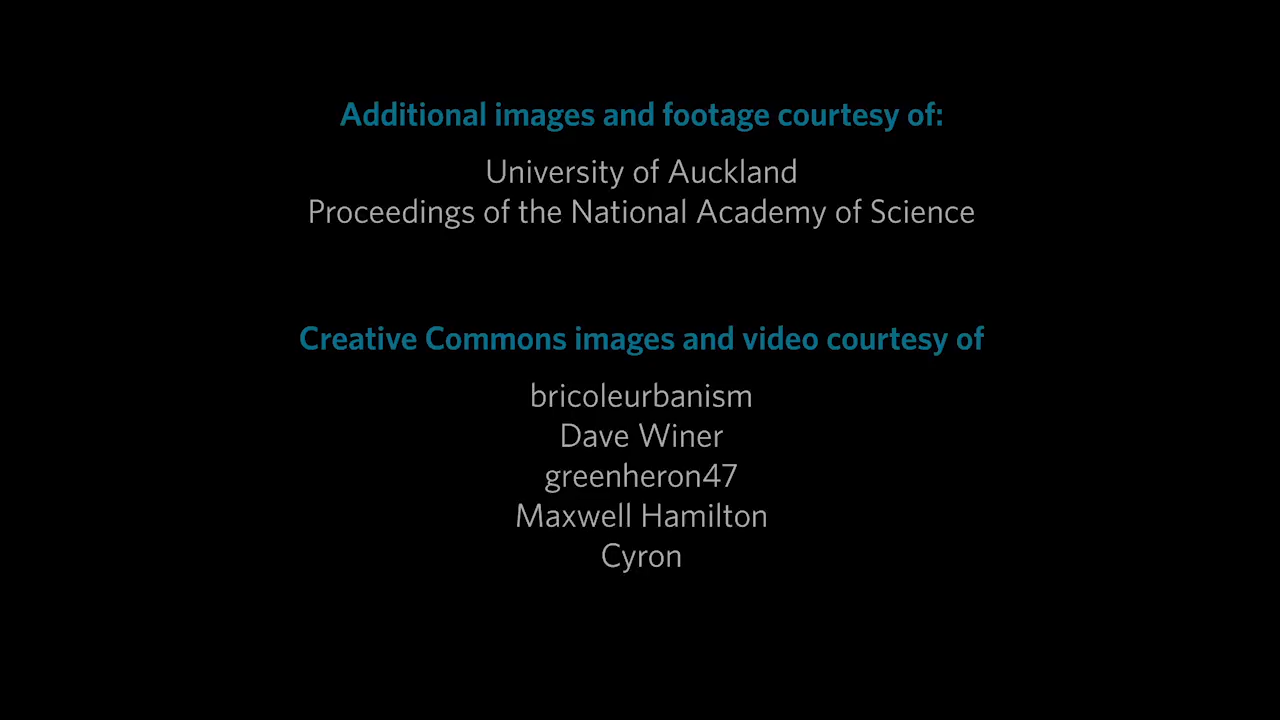 Additional images and footage courtesy of:
University of Auckland
Proceedings of the National Academy of Science
Creative Commons images and video courtesy of
bricoleurbanism
Dave Winer
greenheron47
Maxwell Hamilton
Cyron